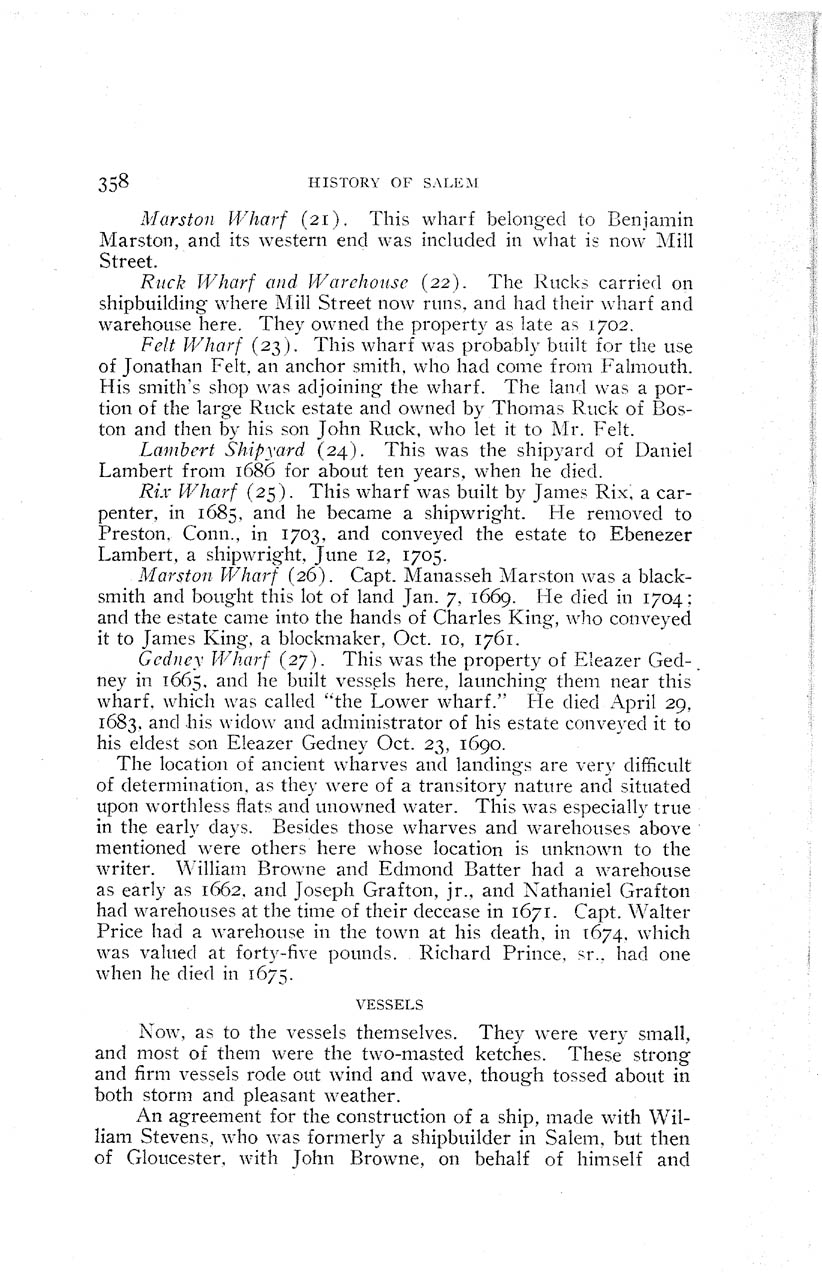 358 HISTORY OF SALEM
Marston Wharf (21). This wharf belonged to Benjamin
Marston, and its western end was included in what is now Mill
Street.
Ruck Wharf and Warehouse (22). The Rucks carried on
shipbuilding where Mill Street now runs, and had their wharf and
warehouse here. They owned the property as late as 1702.
Felt Wharf (23). This wharf was probably built for the use
of Jonathan Felt, an anchor smith, who had come from Falmouth.
His smith's shop was adjoining the wharf. The land was a por-
tion of the large Ruck estate and owned by Thomas Ruck of Bos-
ton and then by his son John Ruck, who let it to Mr. Felt.
Lambert Shipyard (24). This was the shipyard of Daniel
Lambert from 1686 for about ten years, when he died.
Rix Wharf (25). This wharf was built by James Rix, a car-
penter, in 1685, and he became a shipwright. He removed to
Preston, Conn., in 1703, and conveyed the estate to Ebenezer
Lambert, a shipwright, June 12, 1705.
Marston Wharf (26). Capt. Manasseh Marston was a black-
smith and bought this lot of land Jan. 7, 1669. He died in 1704;
and the estate came into the hands of Charles King, who conveyed
it to James King, a blockmaker, Oct. 10, 1761.
Gedney Wharf (27). This was the property of Eleazer Ged-
ney in 1665, and he built vessels here, launching them near this
wharf, which was called "the Lower wharf." He died April 29,
1683, and his widow and administrator of his estate conveyed it to
his eldest son Eleazer Gedney Oct. 23, 1690.
The location of ancient wharves and landings are very difficult
of determination, as they were of a transitory nature and situated
upon worthless flats and unowned water. This was especially true
in the early days. Besides those wharves and warehouses above
mentioned were others here whose location is unknown to the
writer. William Browne and Edmond Batter had a warehouse
as early as 1662, and Joseph Grafton, jr., and Nathaniel Grafton
had warehouses at the time of their decease in 1671. Capt. Walter
Price had a warehouse in the town at his death, in 1674, which
was valued at forty-five pounds. Richard Prince, sr., had one
when he died in 1675.
VESSELS
Now, as to the vessels themselves. They were very small,
and most of them were the two-masted ketches. These strong
and firm vessels rode out wind and wave, though tossed about in
both storm and pleasant weather.
An agreement for the construction of a ship, made with Wil-
liam Stevens, who was formerly a shipbuilder in Salem, but then
of Gloucester, with John Browne, on behalf of himself and